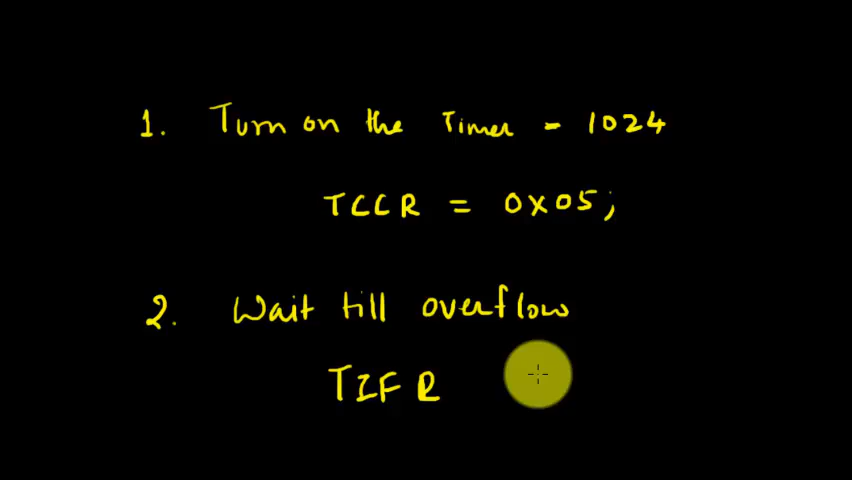 1. Turn on the Timer - 1024
TCCR = 0X05;
2. Wait till overflow
TIFR